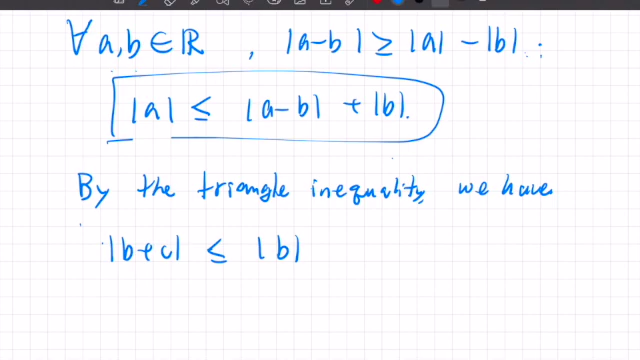 ∀ a,b ∈ ℝ , |a-b| ≥ |a| - |b| :
|a| ≤ |a-b| + |b|.
By the triangle inequality, we have
|b+c| ≤ |b|